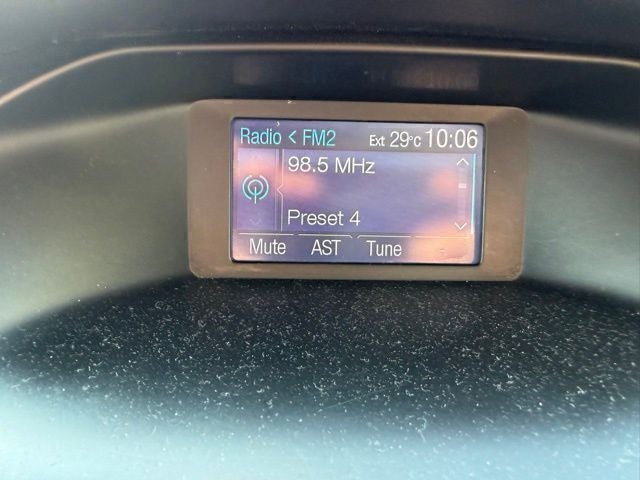 Radio < FM2 Ext 29°C 10:06
98.5 MHz
Preset 4
Mute AST Tune